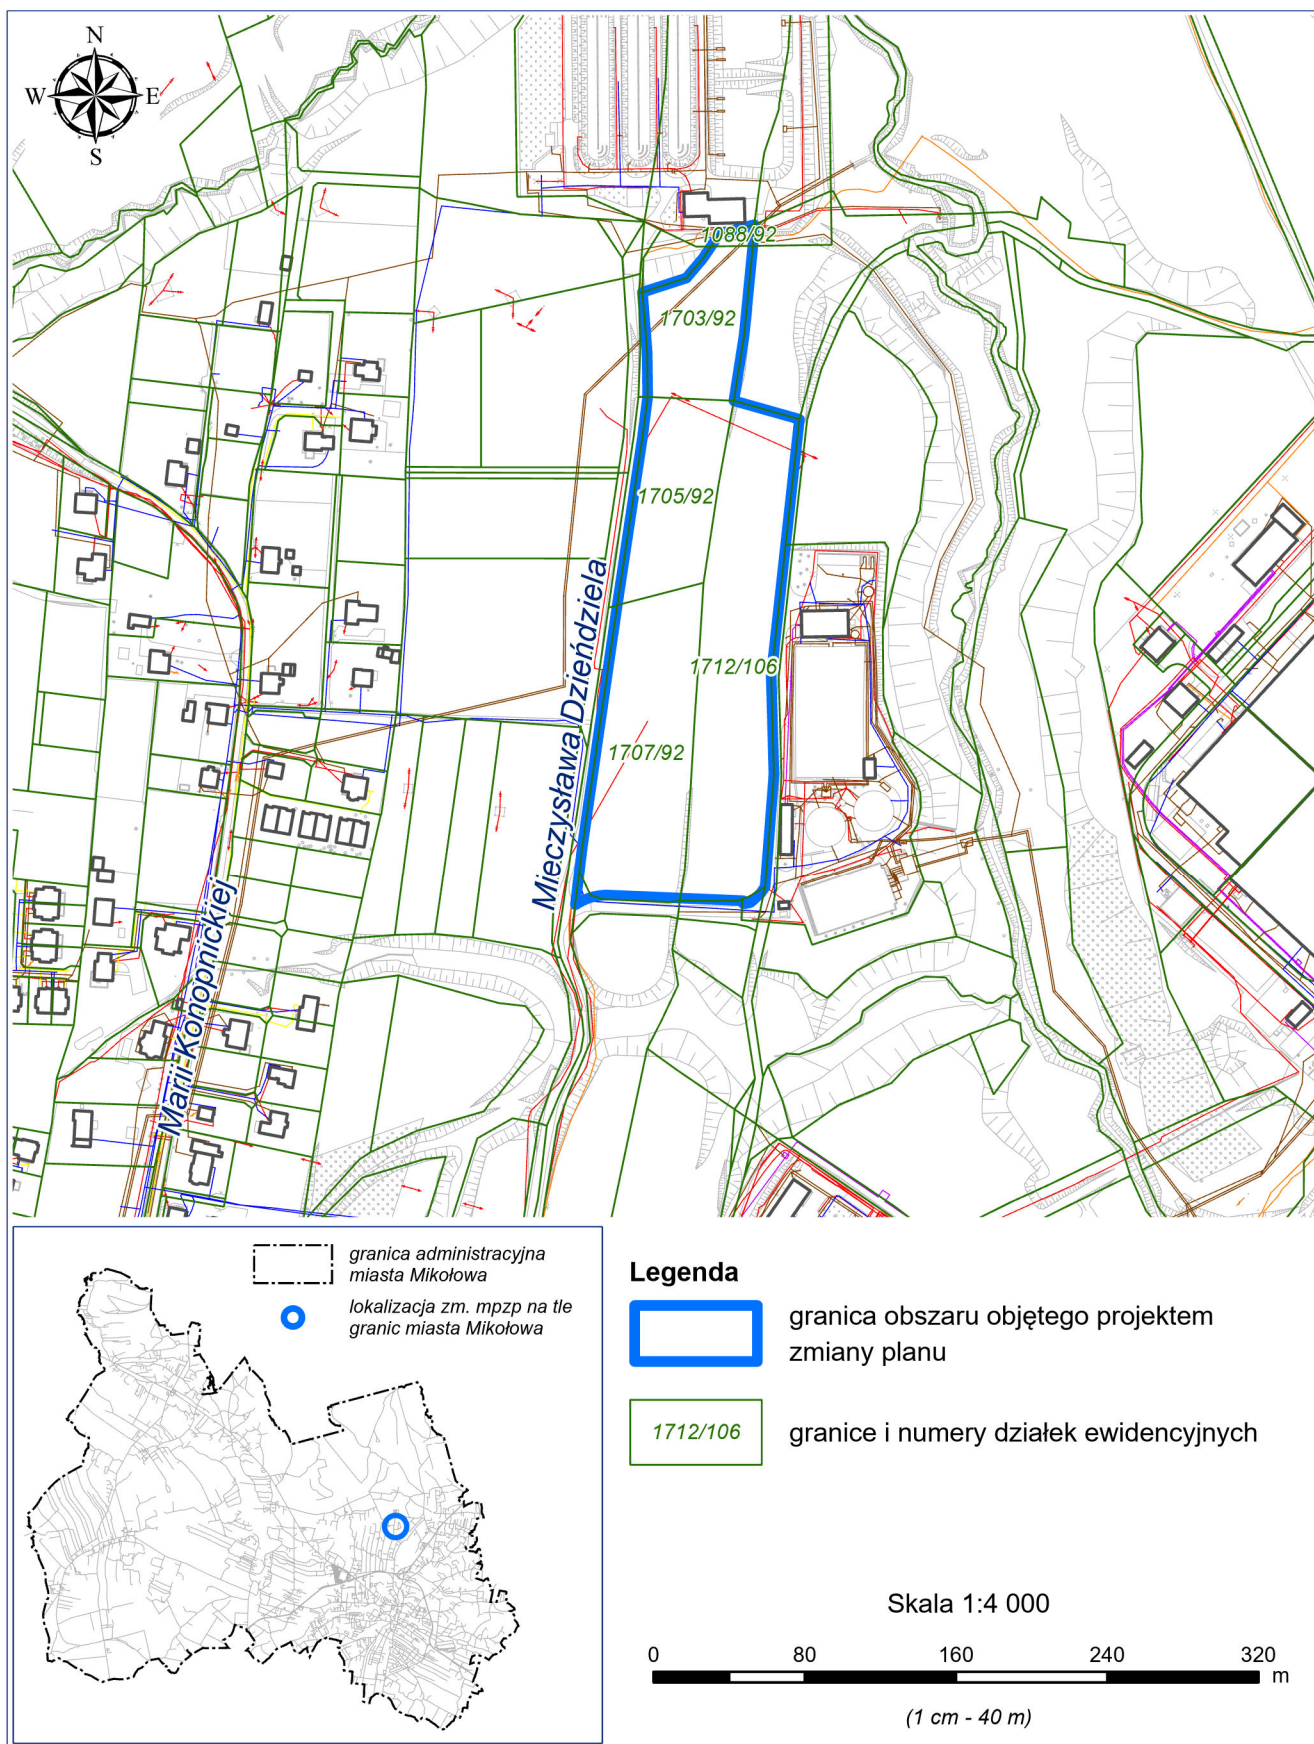 N
W E
S
1088/92
1703/92
1705/92
1712/106
1707/92
Mieczysława Dzieńdziela
Marii Konopnickiej
granica administracyjna
miasta Mikołowa
lokalizacja zm. mpzp na tle
granic miasta Mikołowa
Legenda
granica obszaru objętego projektem
zmiany planu
1712/106
granice i numery działek ewidencyjnych
Skala 1:4 000
0 80 160 240 320
m
(1 cm - 40 m)